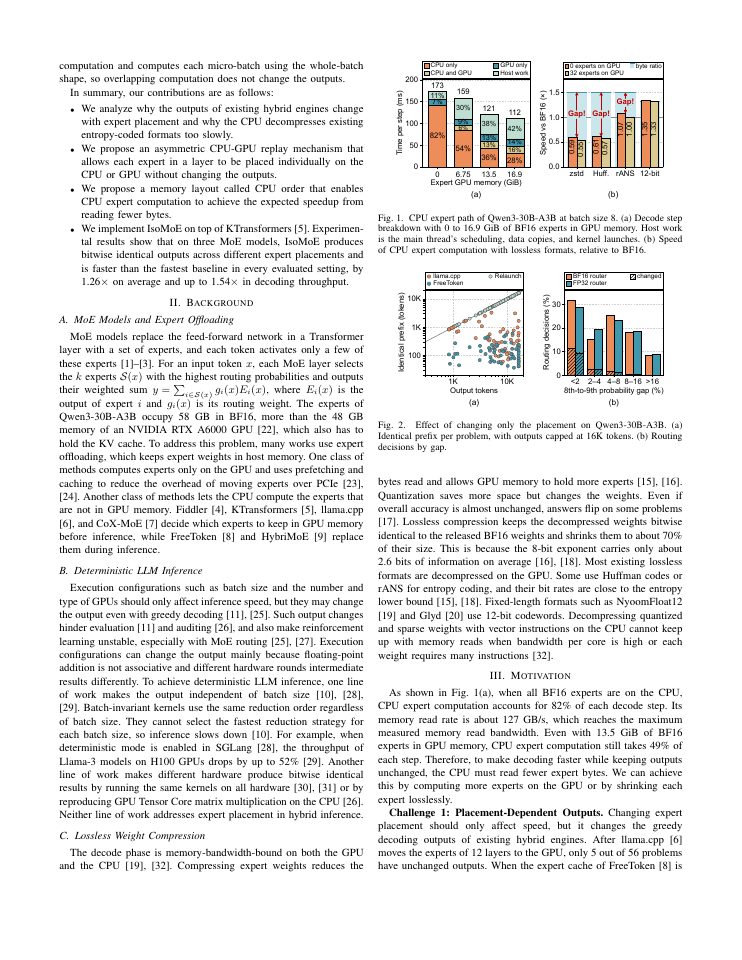 computation and computes each micro-batch using the whole-batch
shape, so overlapping computation does not change the outputs.
In summary, our contributions are as follows:
• We analyze why the outputs of existing hybrid engines change
with expert placement and why the CPU decompresses existing
entropy-coded formats too slowly.
• We propose an asymmetric CPU-GPU replay mechanism that
allows each expert in a layer to be placed individually on the
CPU or GPU without changing the outputs.
• We propose a memory layout called CPU order that enables
CPU expert computation to achieve the expected speedup from
reading fewer bytes.
• We implement IsoMoE on top of KTransformers [5]. Experimen-
tal results show that on three MoE models, IsoMoE produces
bitwise identical outputs across different expert placements and
is faster than the fastest baseline in every evaluated setting, by
1.26× on average and up to 1.54× in decoding throughput.
II. BACKGROUND
A. MoE Models and Expert Offloading
MoE models replace the feed-forward network in a Transformer
layer with a set of experts, and each token activates only a few of
these experts [1]–[3]. For an input token x, each MoE layer selects
the k experts S(x) with the highest routing probabilities and outputs
their weighted sum y = ∑i∈S(x) gi(x)Ei(x), where Ei(x) is the
output of expert i and gi(x) is its routing weight. The experts of
Qwen3-30B-A3B occupy 58 GB in BF16, more than the 48 GB
memory of an NVIDIA RTX A6000 GPU [22], which also has to
hold the KV cache. To address this problem, many works use expert
offloading, which keeps expert weights in host memory. One class of
methods computes experts only on the GPU and uses prefetching and
caching to reduce the overhead of moving experts over PCIe [23],
[24]. Another class of methods lets the CPU compute the experts that
are not in GPU memory. Fiddler [4], KTransformers [5], llama.cpp
[6], and CoX-MoE [7] decide which experts to keep in GPU memory
before inference, while FreeToken [8] and HybriMoE [9] replace
them during inference.
B. Deterministic LLM Inference
Execution configurations such as batch size and the number and
type of GPUs should only affect inference speed, but they may change
the output even with greedy decoding [11], [25]. Such output changes
hinder evaluation [11] and auditing [26], and also make reinforcement
learning unstable, especially with MoE routing [25], [27]. Execution
configurations can change the output mainly because floating-point
addition is not associative and different hardware rounds intermediate
results differently. To achieve deterministic LLM inference, one line
of work makes the output independent of batch size [10], [28],
[29]. Batch-invariant kernels use the same reduction order regardless
of batch size. They cannot select the fastest reduction strategy for
each batch size, so inference slows down [10]. For example, when
deterministic mode is enabled in SGLang [28], the throughput of
Llama-3 models on H100 GPUs drops by up to 52% [29]. Another
line of work makes different hardware produce bitwise identical
results by running the same kernels on all hardware [30], [31] or by
reproducing GPU Tensor Core matrix multiplication on the CPU [26].
Neither line of work addresses expert placement in hybrid inference.
C. Lossless Weight Compression
The decode phase is memory-bandwidth-bound on both the GPU
and the CPU [19], [32]. Compressing expert weights reduces the
CPU only
GPU only
CPU and GPU
Host work
Time per step (ms)
200
150
100
50
0
173
159
121
112
11%
7%
82%
30%
9%
8%
54%
38%
13%
13%
36%
42%
14%
16%
28%
0 6.75 13.5 16.9
Expert GPU memory (GiB)
(a)
0 experts on GPU
byte ratio
32 experts on GPU
Speed vs BF16 (×)
1.5
1.0
0.5
0.0
Gap!
Gap!
Gap!
0.59
0.55
0.61
0.57
1.07
1.00
1.35
1.33
zstd Huff. rANS 12-bit
(b)
Fig. 1. CPU expert path of Qwen3-30B-A3B at batch size 8. (a) Decode step
breakdown with 0 to 16.9 GiB of BF16 experts in GPU memory. Host work
is the main thread's scheduling, data copies, and kernel launches. (b) Speed
of CPU expert computation with lossless formats, relative to BF16.
llama.cpp
Relaunch
FreeToken
Identical prefix (tokens)
10K
1K
100
1K 10K
Output tokens
(a)
BF16 router
changed
FP32 router
Routing decisions (%)
30
20
10
0
<2 2–4 4–8 8–16 >16
8th-to-9th probability gap (%)
(b)
Fig. 2. Effect of changing only the placement on Qwen3-30B-A3B. (a)
Identical prefix per problem, with outputs capped at 16K tokens. (b) Routing
decisions by gap.
bytes read and allows GPU memory to hold more experts [15], [16].
Quantization saves more space but changes the weights. Even if
overall accuracy is almost unchanged, answers flip on some problems
[17]. Lossless compression keeps the decompressed weights bitwise
identical to the released BF16 weights and shrinks them to about 70%
of their size. This is because the 8-bit exponent carries only about
2.6 bits of information on average [16], [18]. Most existing lossless
formats are decompressed on the GPU. Some use Huffman codes or
rANS for entropy coding, and their bit rates are close to the entropy
lower bound [15], [18]. Fixed-length formats such as NyoomFloat12
[19] and Glyd [20] use 12-bit codewords. Decompressing quantized
and sparse weights with vector instructions on the CPU cannot keep
up with memory reads when bandwidth per core is high or each
weight requires many instructions [32].
III. MOTIVATION
As shown in Fig. 1(a), when all BF16 experts are on the CPU,
CPU expert computation accounts for 82% of each decode step. Its
memory read rate is about 127 GB/s, which reaches the maximum
measured memory read bandwidth. Even with 13.5 GiB of BF16
experts in GPU memory, CPU expert computation still takes 49% of
each step. Therefore, to make decoding faster while keeping outputs
unchanged, the CPU must read fewer expert bytes. We can achieve
this by computing more experts on the GPU or by shrinking each
expert losslessly.
Challenge 1: Placement-Dependent Outputs. Changing expert
placement should only affect speed, but it changes the greedy
decoding outputs of existing hybrid engines. After llama.cpp [6]
moves the experts of 12 layers to the GPU, only 5 out of 56 problems
have unchanged outputs. When the expert cache of FreeToken [8] is